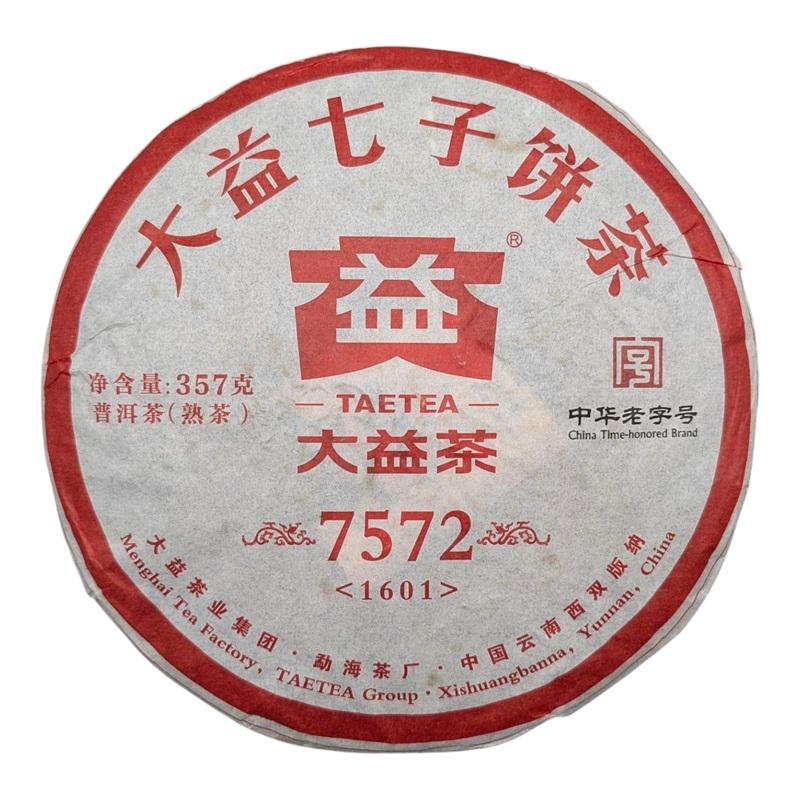 大益七子饼茶
益
®
TAETEA
大益茶
净含量:357克
普洱茶(熟茶)
中华老字号
China Time-honored Brand
7572
<1601>
大益茶业集团·勐海茶厂·中国云南西双版纳
Menghai Tea Factory, TAETEA Group·Xishuangbanna, Yunnan, China